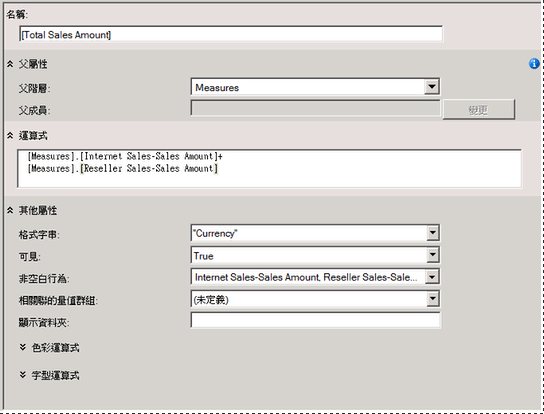 名稱:
[Total Sales Amount]
父屬性
父階層:
Measures
父成員:
變更
運算式
[Measures].[Internet Sales-Sales Amount]+
[Measures].[Reseller Sales-Sales Amount]
其他屬性
格式字串:
"Currency"
可見:
True
非空白行為:
Internet Sales-Sales Amount, Reseller Sales-Sale...
相關聯的量值群組:
(未定義)
顯示資料夾:
色彩運算式
字型運算式